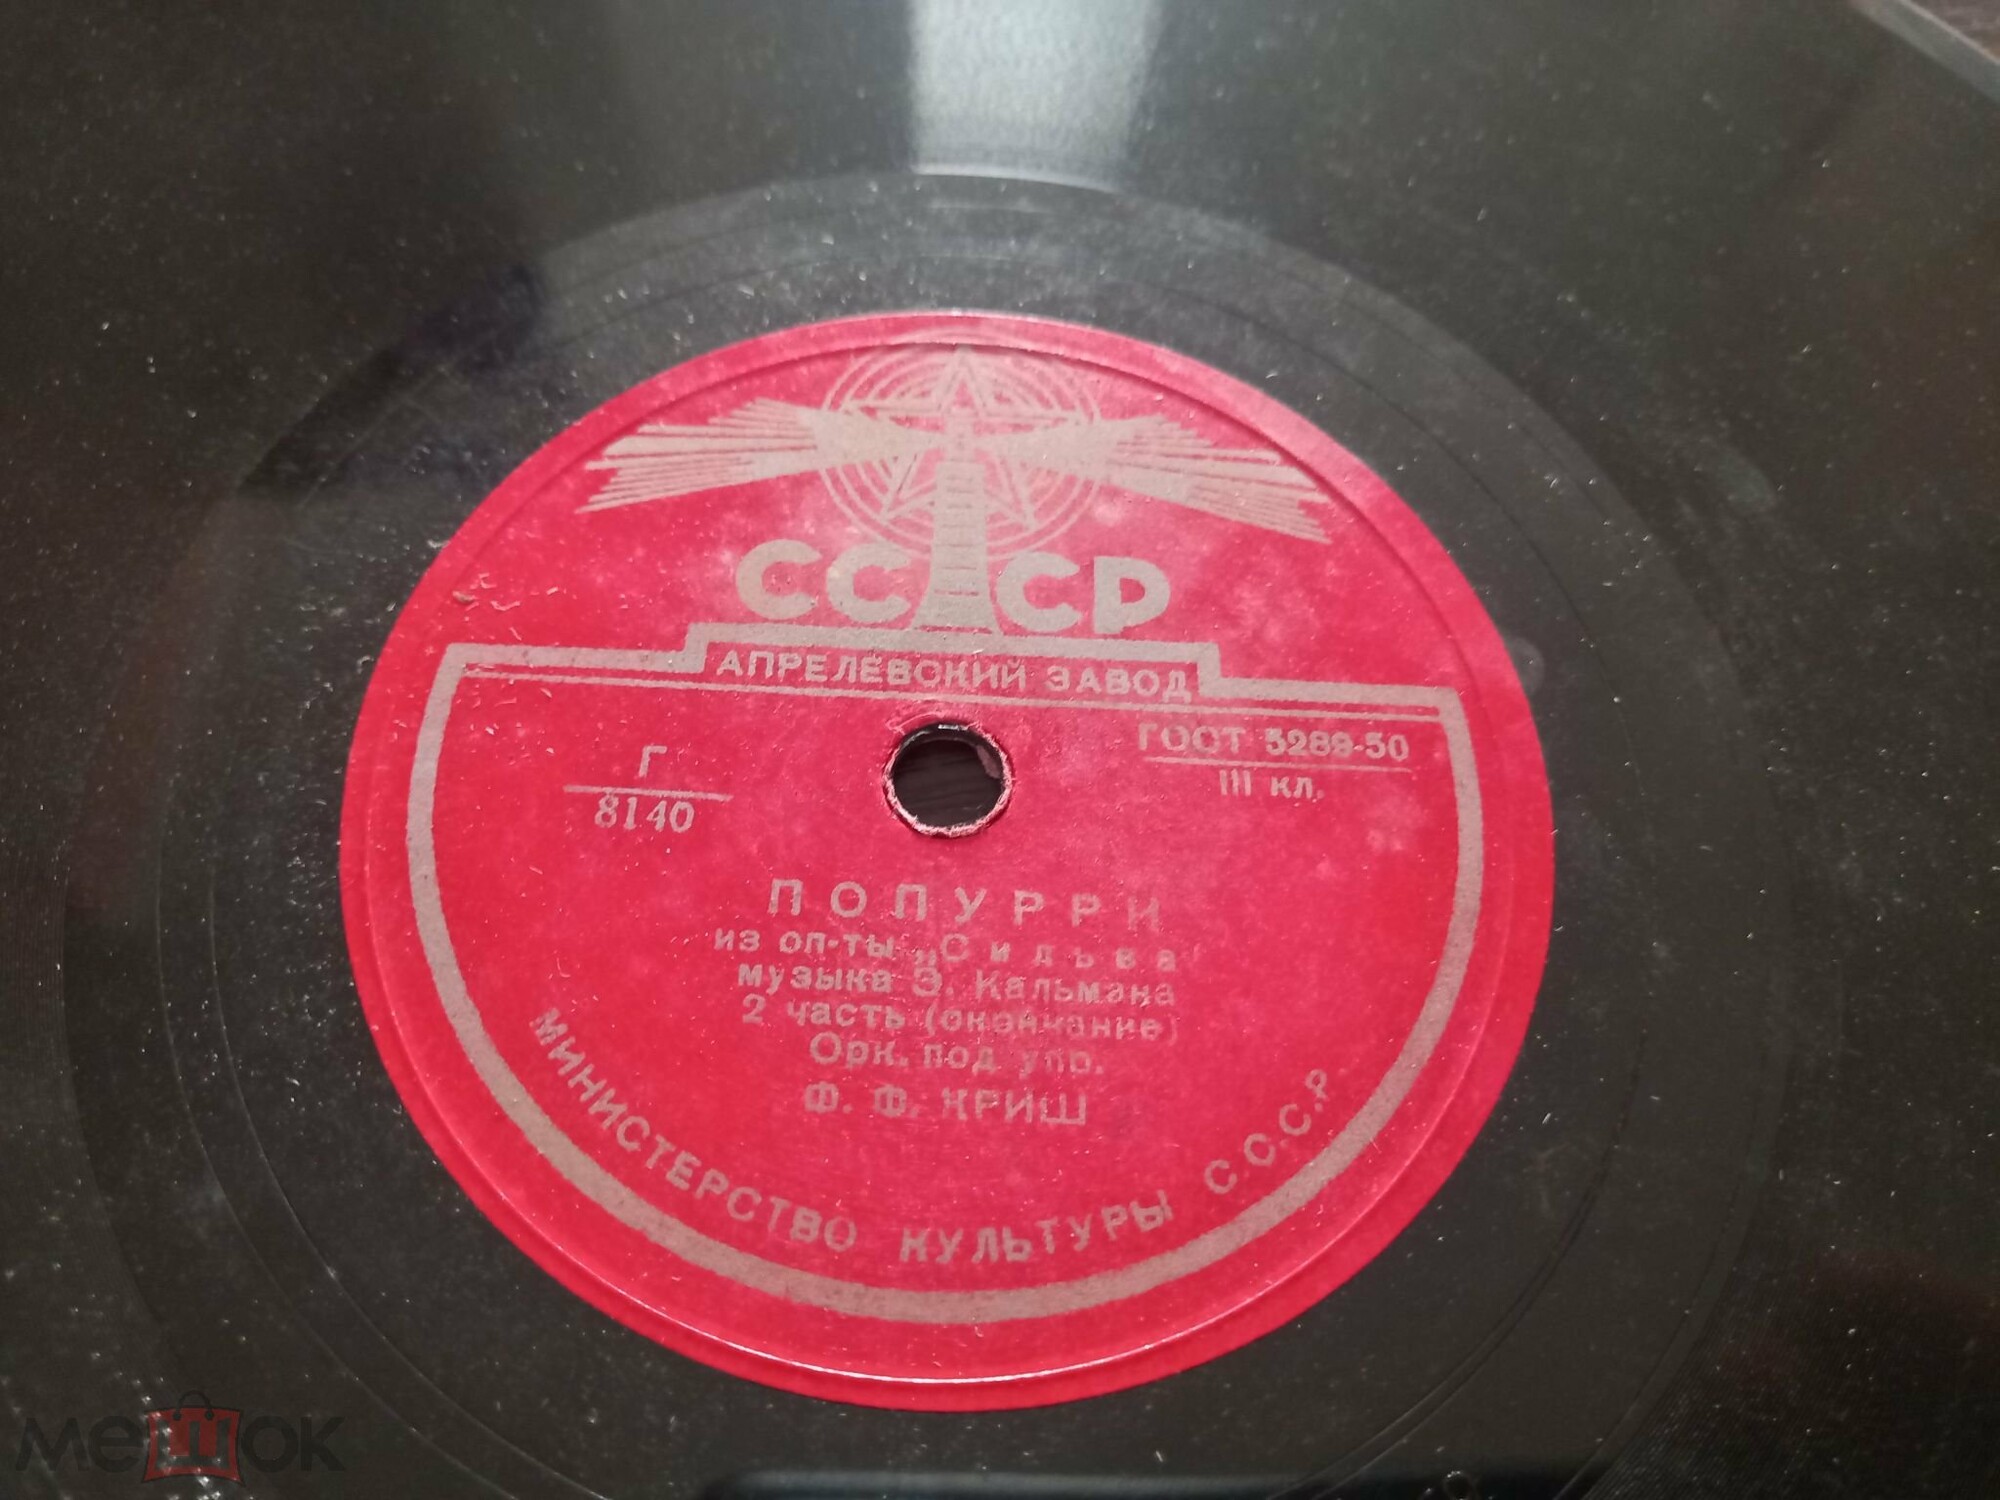 СССР
АПРЕЛЕВСКИЙ ЗАВОД
Г
8140
ГОСТ 5289-50
III кл.
ПОПУРРИ
из оп-ты „Сильва"
музыка Э. Кальмана
2 часть (окончание)
Орк. под упр.
Ф. Ф. КРИШ
МИНИСТЕРСТВО КУЛЬТУРЫ С.С.С.Р
мешок